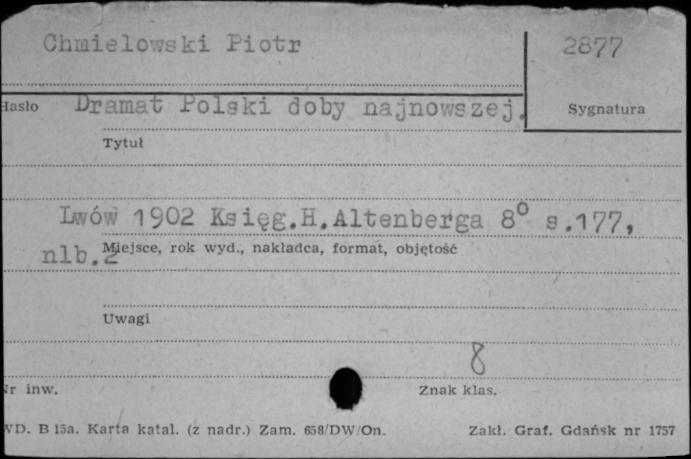 Chmielowski Piotr
2877
Hasło Dramat Polski doby najnowszej.
Sygnatura
Tytuł
Lwów 1902 Księg.H.Altenberga 8° s.177,
nlb.2
Miejsce, rok wyd., nakładca, format, objętość
Uwagi
8
Nr inw.
Znak klas.
WD. B 15a. Karta katal. (z nadr.) Zam. 658/DW/On.
Zakł. Graf. Gdańsk nr 1757